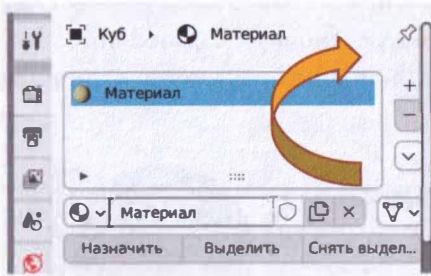 Куб Материал
Материал
Материал
Назначить Выделить Снять выдел...